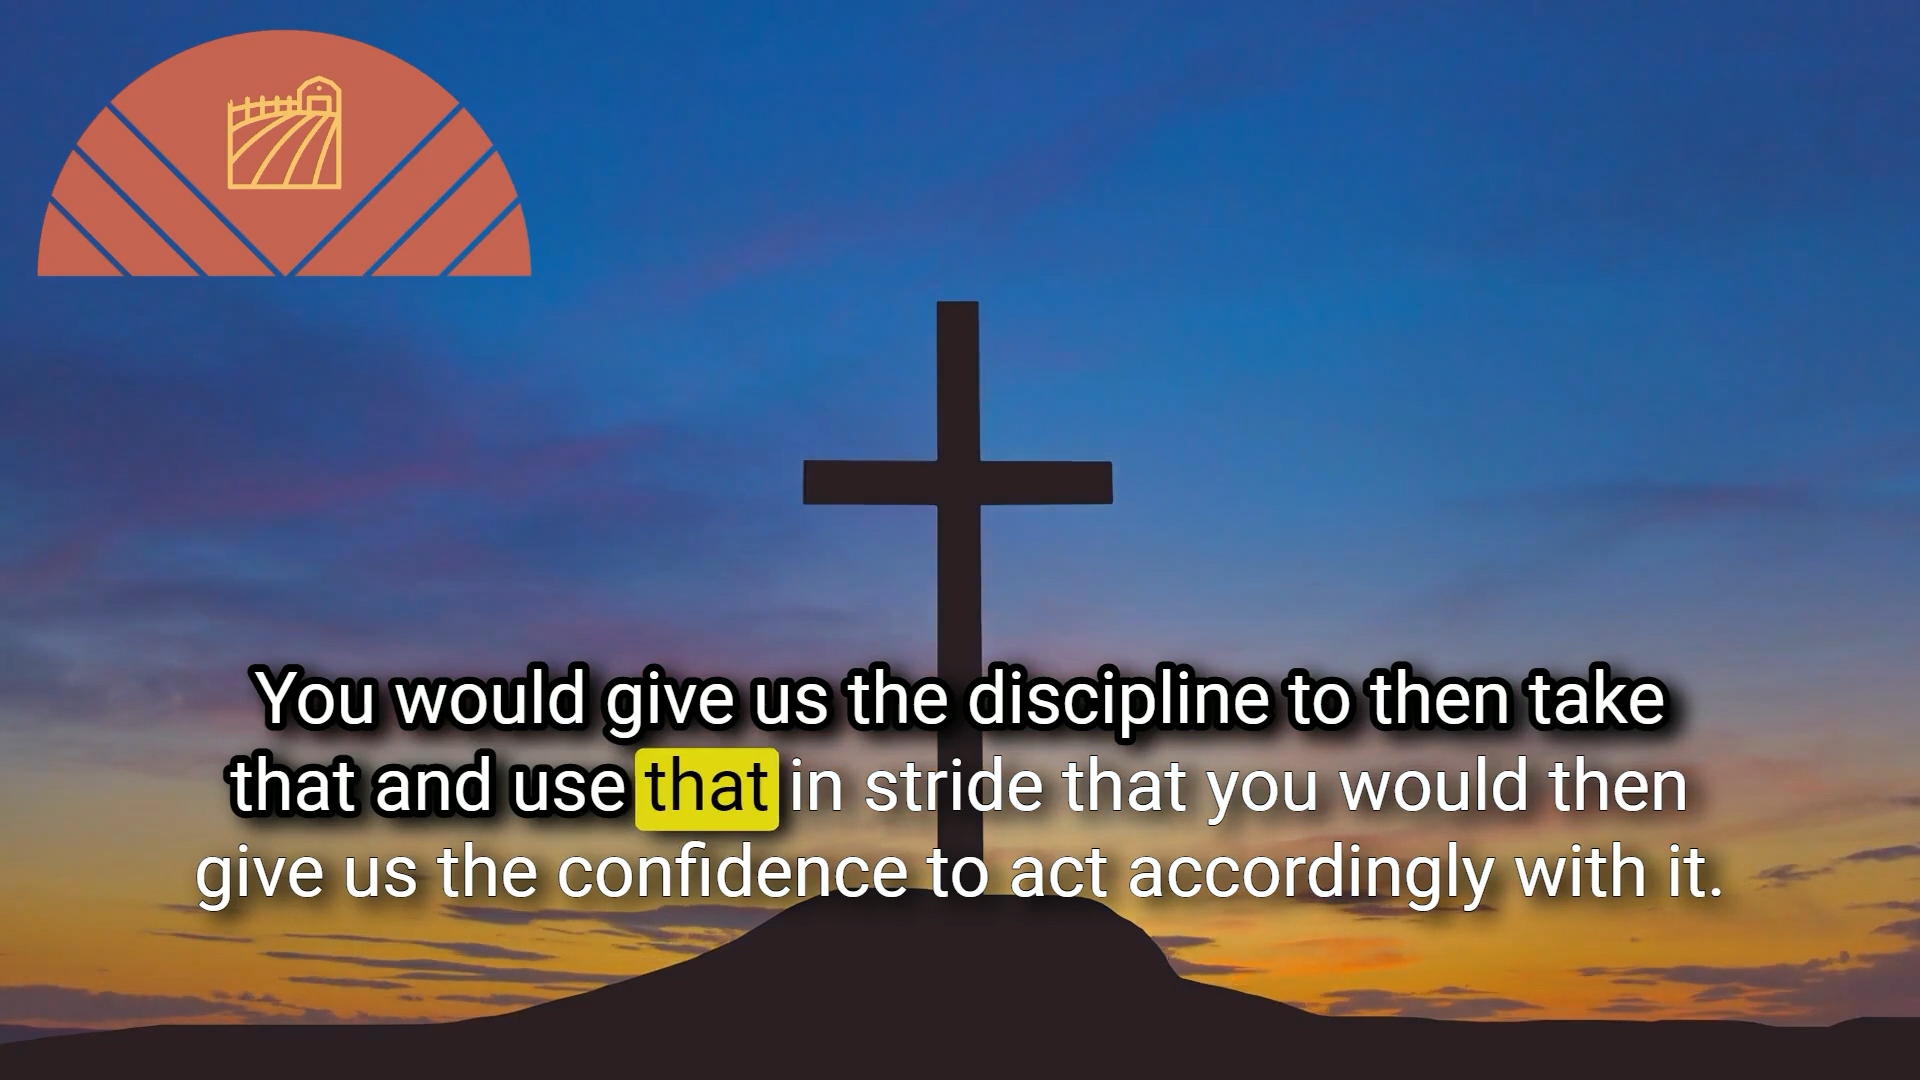 You would give us the discipline to then take
that and use that in stride that you would then
give us the confidence to act accordingly with it.